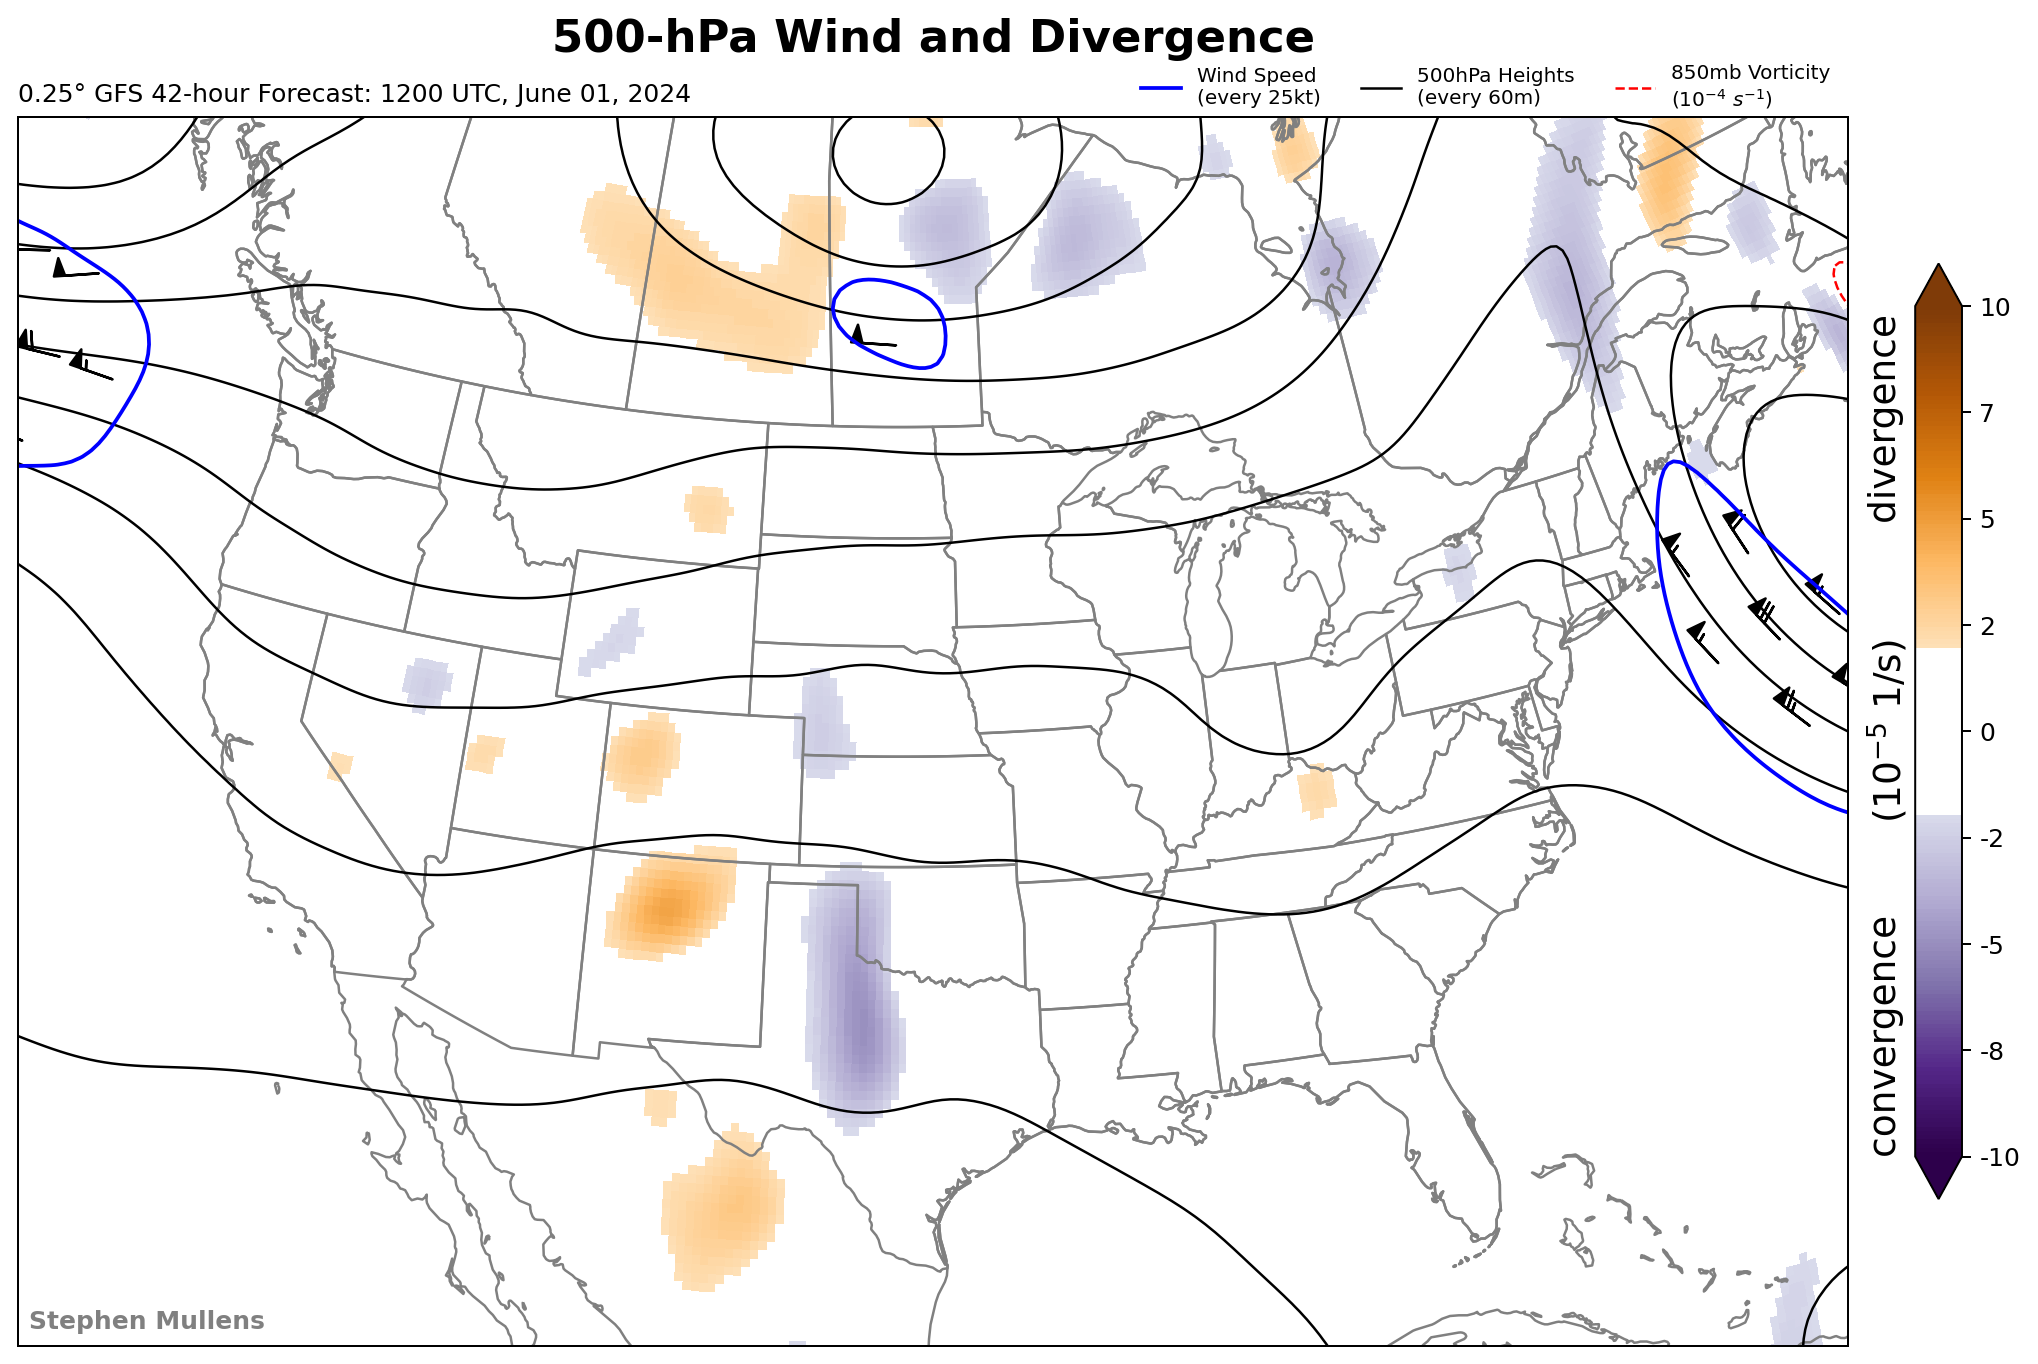 500-hPa Wind and Divergence
0.25° GFS 42-hour Forecast: 1200 UTC, June 01, 2024
Wind Speed
(every 25kt)
500hPa Heights
(every 60m)
850mb Vorticity
(10⁻⁴ s⁻¹)
10
7
5
2
0
-2
-5
-8
-10
convergence (10⁻⁵ 1/s) divergence
Stephen Mullens